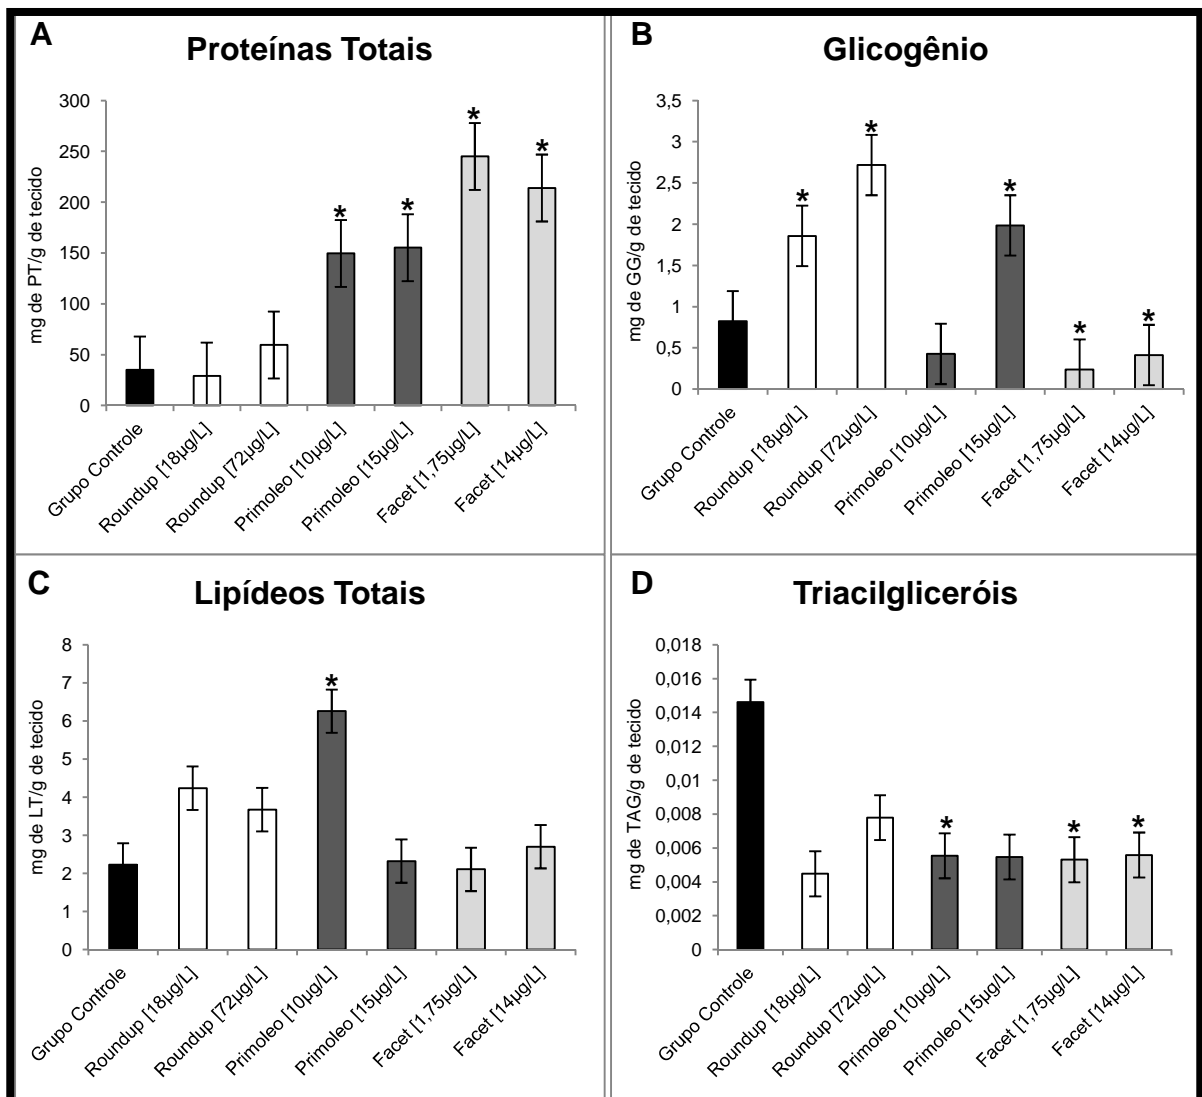 A
Proteínas Totais
mg de PT/g de tecido
300
250
200
150
100
50
0
*
*
*
*
Grupo Controle
Roundup [18µg/L]
Roundup [72µg/L]
Primoleo [10µg/L]
Primoleo [15µg/L]
Facet [1,75µg/L]
Facet [14µg/L]
B
Glicogênio
mg de GG/g de tecido
3,5
3
2,5
2
1,5
1
0,5
0
*
*
*
*
*
Grupo Controle
Roundup [18µg/L]
Roundup [72µg/L]
Primoleo [10µg/L]
Primoleo [15µg/L]
Facet [1,75µg/L]
Facet [14µg/L]
C
Lipídeos Totais
mg de LT/g de tecido
8
7
6
5
4
3
2
1
0
*
Grupo Controle
Roundup [18µg/L]
Roundup [72µg/L]
Primoleo [10µg/L]
Primoleo [15µg/L]
Facet [1,75µg/L]
Facet [14µg/L]
D
Triacilgliceróis
mg de TAG/g de tecido
0,018
0,016
0,014
0,012
0,01
0,008
0,006
0,004
0,002
0
*
*
*
Grupo Controle
Roundup [18µg/L]
Roundup [72µg/L]
Primoleo [10µg/L]
Primoleo [15µg/L]
Facet [1,75µg/L]
Facet [14µg/L]